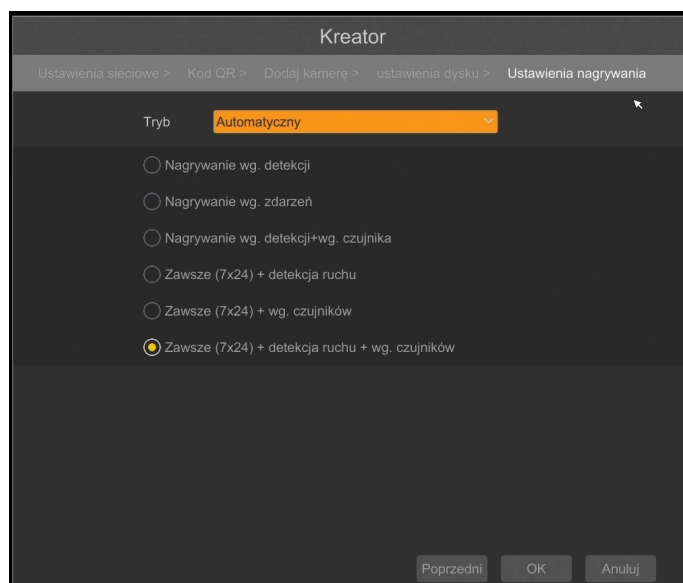 Kreator
Ustawienia sieciowe > Kod QR > Dodaj kamerę > ustawienia dysku > Ustawienia nagrywania
Tryb Automatyczny
Nagrywanie wg. detekcji
Nagrywanie wg. zdarzeń
Nagrywanie wg. detekcji+wg. czujnika
Zawsze (7x24) + detekcja ruchu
Zawsze (7x24) + wg. czujników
Zawsze (7x24) + detekcja ruchu + wg. czujników
Poprzedni OK Anuluj